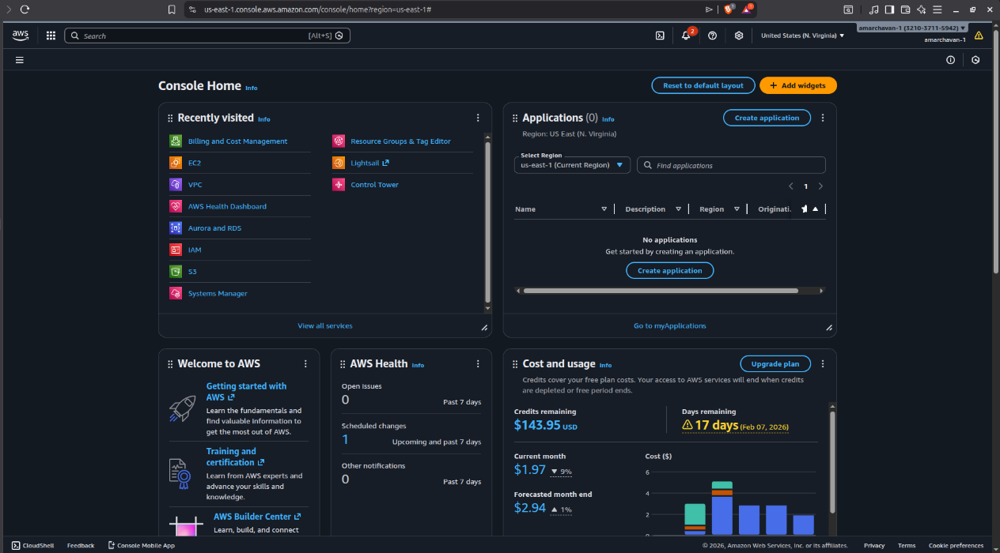 us-east-1.console.aws.amazon.com/console/home?region=us-east-1#
aws
Search
[Alt+S]
2
United States (N. Virginia)
amarchavan-1 (3210-3711-5942)
amarchavan-1
Console Home Info
Reset to default layout
+ Add widgets
Recently visited Info
Billing and Cost Management
EC2
VPC
AWS Health Dashboard
Aurora and RDS
IAM
S3
Systems Manager
Resource Groups & Tag Editor
Lightsail
Control Tower
View all services
Applications (0) Info
Region: US East (N. Virginia)
Create application
Select Region
us-east-1 (Current Region)
Find applications
1
Name
Description
Region
Originati.
No applications
Get started by creating an application.
Create application
Go to myApplications
Welcome to AWS
Getting started with
AWS
Learn the fundamentals and
find valuable information to
get the most out of AWS.
Training and
certification
Learn from AWS experts and
advance your skills and
knowledge.
AWS Builder Center
Learn, build, and connect
AWS Health Info
Open issues
0
Past 7 days
Scheduled changes
1
Upcoming and past 7 days
Other notifications
0
Past 7 days
Cost and usage Info
Upgrade plan
Credits cover your free plan costs. Your access to AWS services will end when credits
are depleted or free period ends.
Credits remaining
$143.95 USD
Days remaining
17 days (Feb 07, 2026)
Current month
$1.97 9%
Forecasted month end
$2.94 1%
Cost ($)
6
4
2
0
CloudShell
Feedback
Console Mobile App
© 2026, Amazon Web Services, Inc. or its affiliates.
Privacy
Terms
Cookie preferences